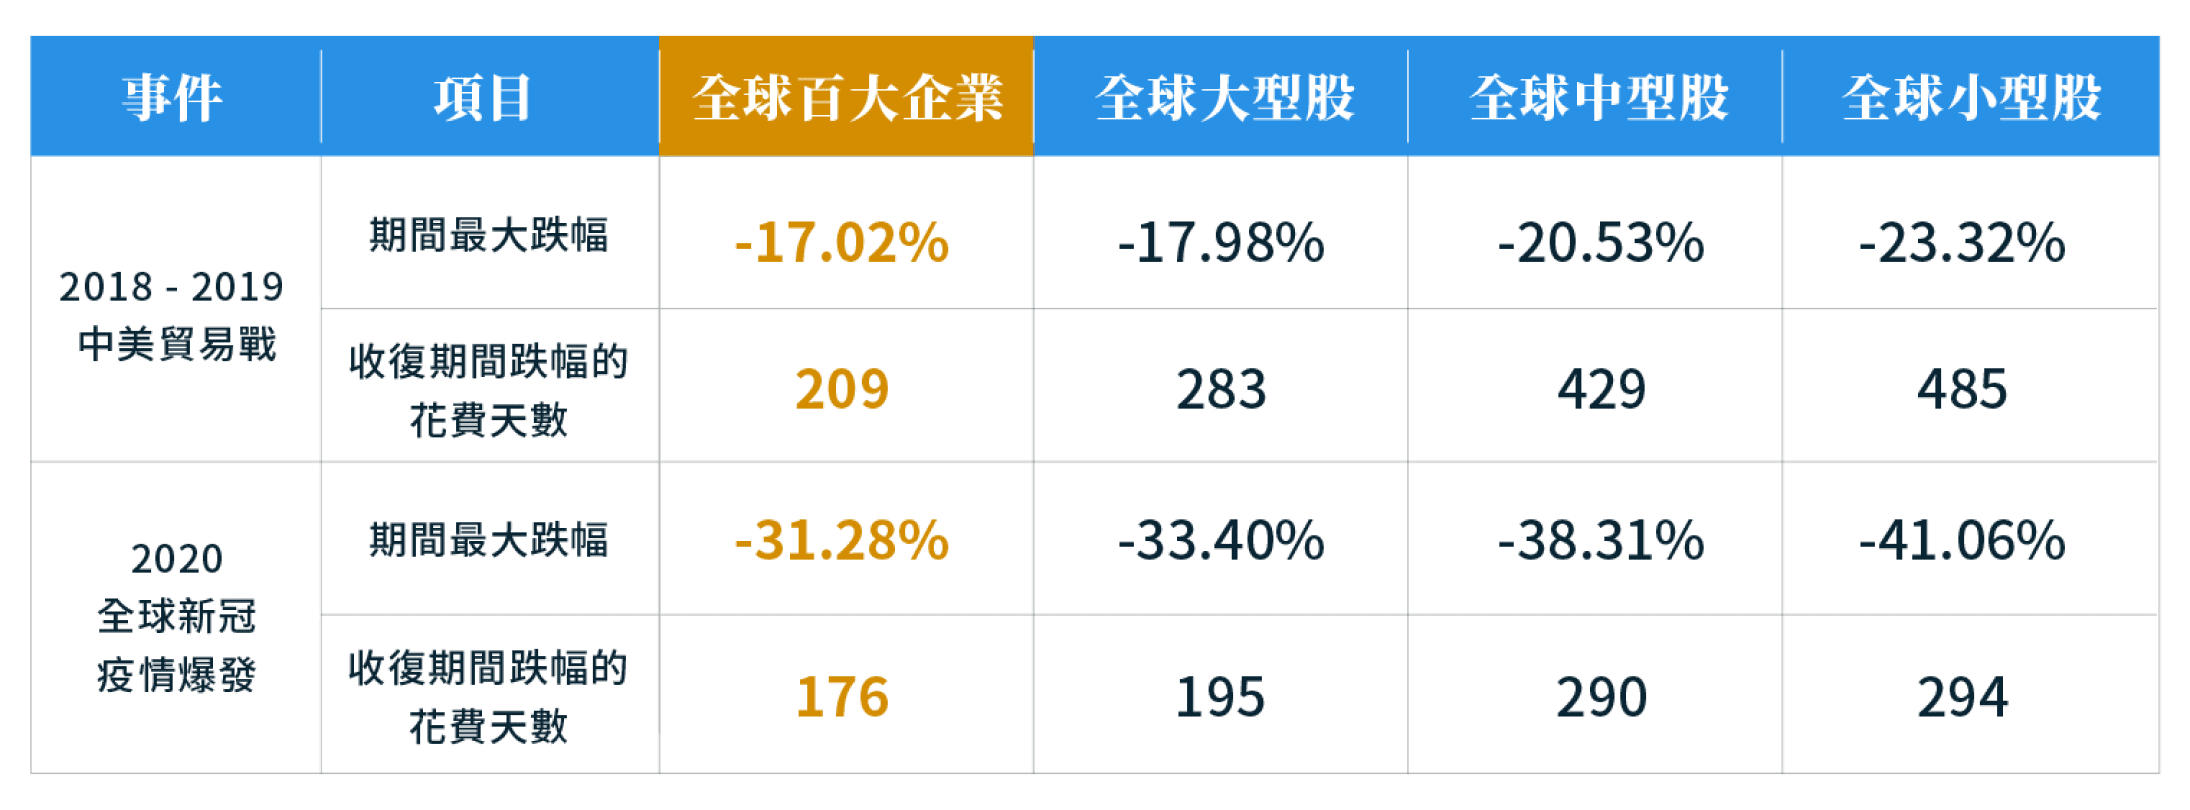 事件 項目 全球百大企業 全球大型股 全球中型股 全球小型股
2018 - 2019
中美貿易戰
期間最大跌幅 -17.02% -17.98% -20.53% -23.32%
收復期間跌幅的
花費天數
209 283 429 485
2020
全球新冠
疫情爆發
期間最大跌幅 -31.28% -33.40% -38.31% -41.06%
收復期間跌幅的
花費天數
176 195 290 294